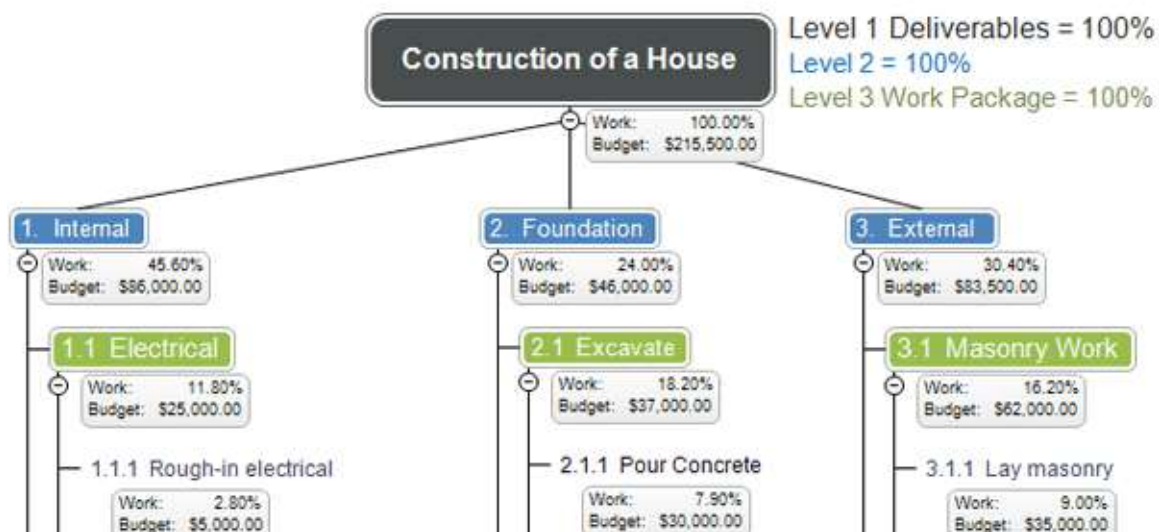 Construction of a House
Level 1 Deliverables = 100%
Level 2 = 100%
Level 3 Work Package = 100%
Work: 100.00%
Budget: $215,500.00
1. Internal
Work: 45.60%
Budget: $86,000.00
2. Foundation
Work: 24.00%
Budget: $46,000.00
3. External
Work: 30.40%
Budget: $83,500.00
1.1 Electrical
Work: 11.80%
Budget: $25,000.00
2.1 Excavate
Work: 18.20%
Budget: $37,000.00
3.1 Masonry Work
Work: 16.20%
Budget: $62,000.00
1.1.1 Rough-in electrical
Work: 2.80%
Budget: $5,000.00
2.1.1 Pour Concrete
Work: 7.90%
Budget: $30,000.00
3.1.1 Lay masonry
Work: 9.00%
Budget: $35,000.00